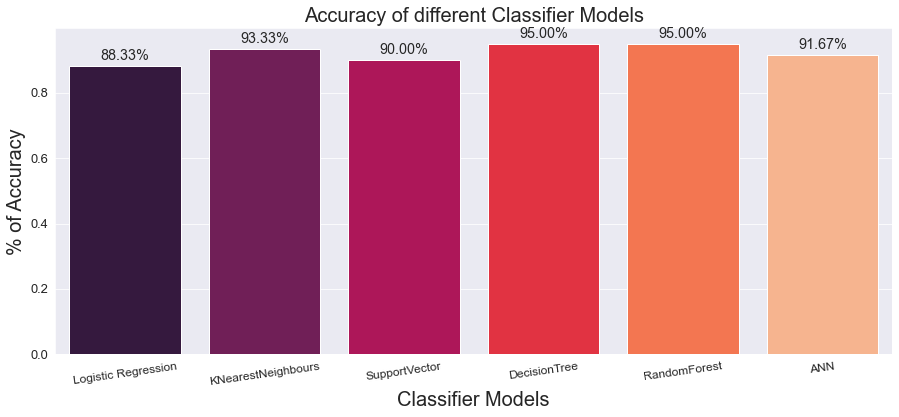 Accuracy of different Classifier Models
88.33%
93.33%
90.00%
95.00%
95.00%
91.67%
% of Accuracy
0.8
0.6
0.4
0.2
0.0
Logistic Regression
KNearestNeighbours
SupportVector
DecisionTree
RandomForest
ANN
Classifier Models